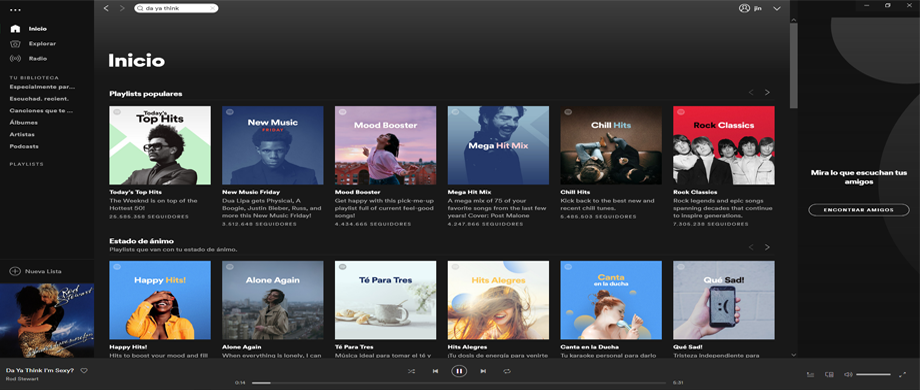 da ya think
jin
Inicio
Explorar
Radio
TU BIBLIOTECA
Especialmente par...
Escuchad. recient.
Canciones que te ...
Álbumes
Artistas
Podcasts
PLAYLISTS
Nueva Lista
Inicio
Playlists populares
Today's
Top Hits
New Music
FRIDAY
Mood Booster
Mega Hit Mix
Chill Hits
Rock Classics
Today's Top Hits
The Weeknd is on top of the
Hottest 50!
25.585.358 SEGUIDORES
New Music Friday
Dua Lipa gets Physical, A
Boogie, Justin Bieber, Russ, and
more this New Music Friday!
3.612.648 SEGUIDORES
Mood Booster
Get happy with this pick-me-up
playlist full of current feel-good
songs!
4.434.665 SEGUIDORES
Mega Hit Mix
A mega mix of 75 of your
favorite songs from the last few
years! Cover: Post Malone
4.247.866 SEGUIDORES
Chill Hits
Kick back to the best new and
recent chill tunes.
5.485.503 SEGUIDORES
Rock Classics
Rock legends and epic songs
spanning decades that continue
to inspire generations.
7.305.238 SEGUIDORES
Estado de ánimo
Playlists que van con tu estado de ánimo.
Happy Hits!
Alone Again
Té Para Tres
Hits Alegres
Canta
en la ducha
Qué Sad!
:(
Happy Hits!
Hits to boost your mood and fill
Alone Again
When everything is lonely, I can
Té Para Tres
Música ideal para tomar el té y
Hits Alegres
¡Tu dosis de energía para venirte
Canta en la Ducha
Tu karaoke personal para darlo
Qué Sad!
Tristeza independiente para
Mira lo que escuchan tus
amigos
ENCONTRAR AMIGOS
Rod
Stewart
Da Ya Think I'm Sexy?
Rod Stewart
0:14
5:31